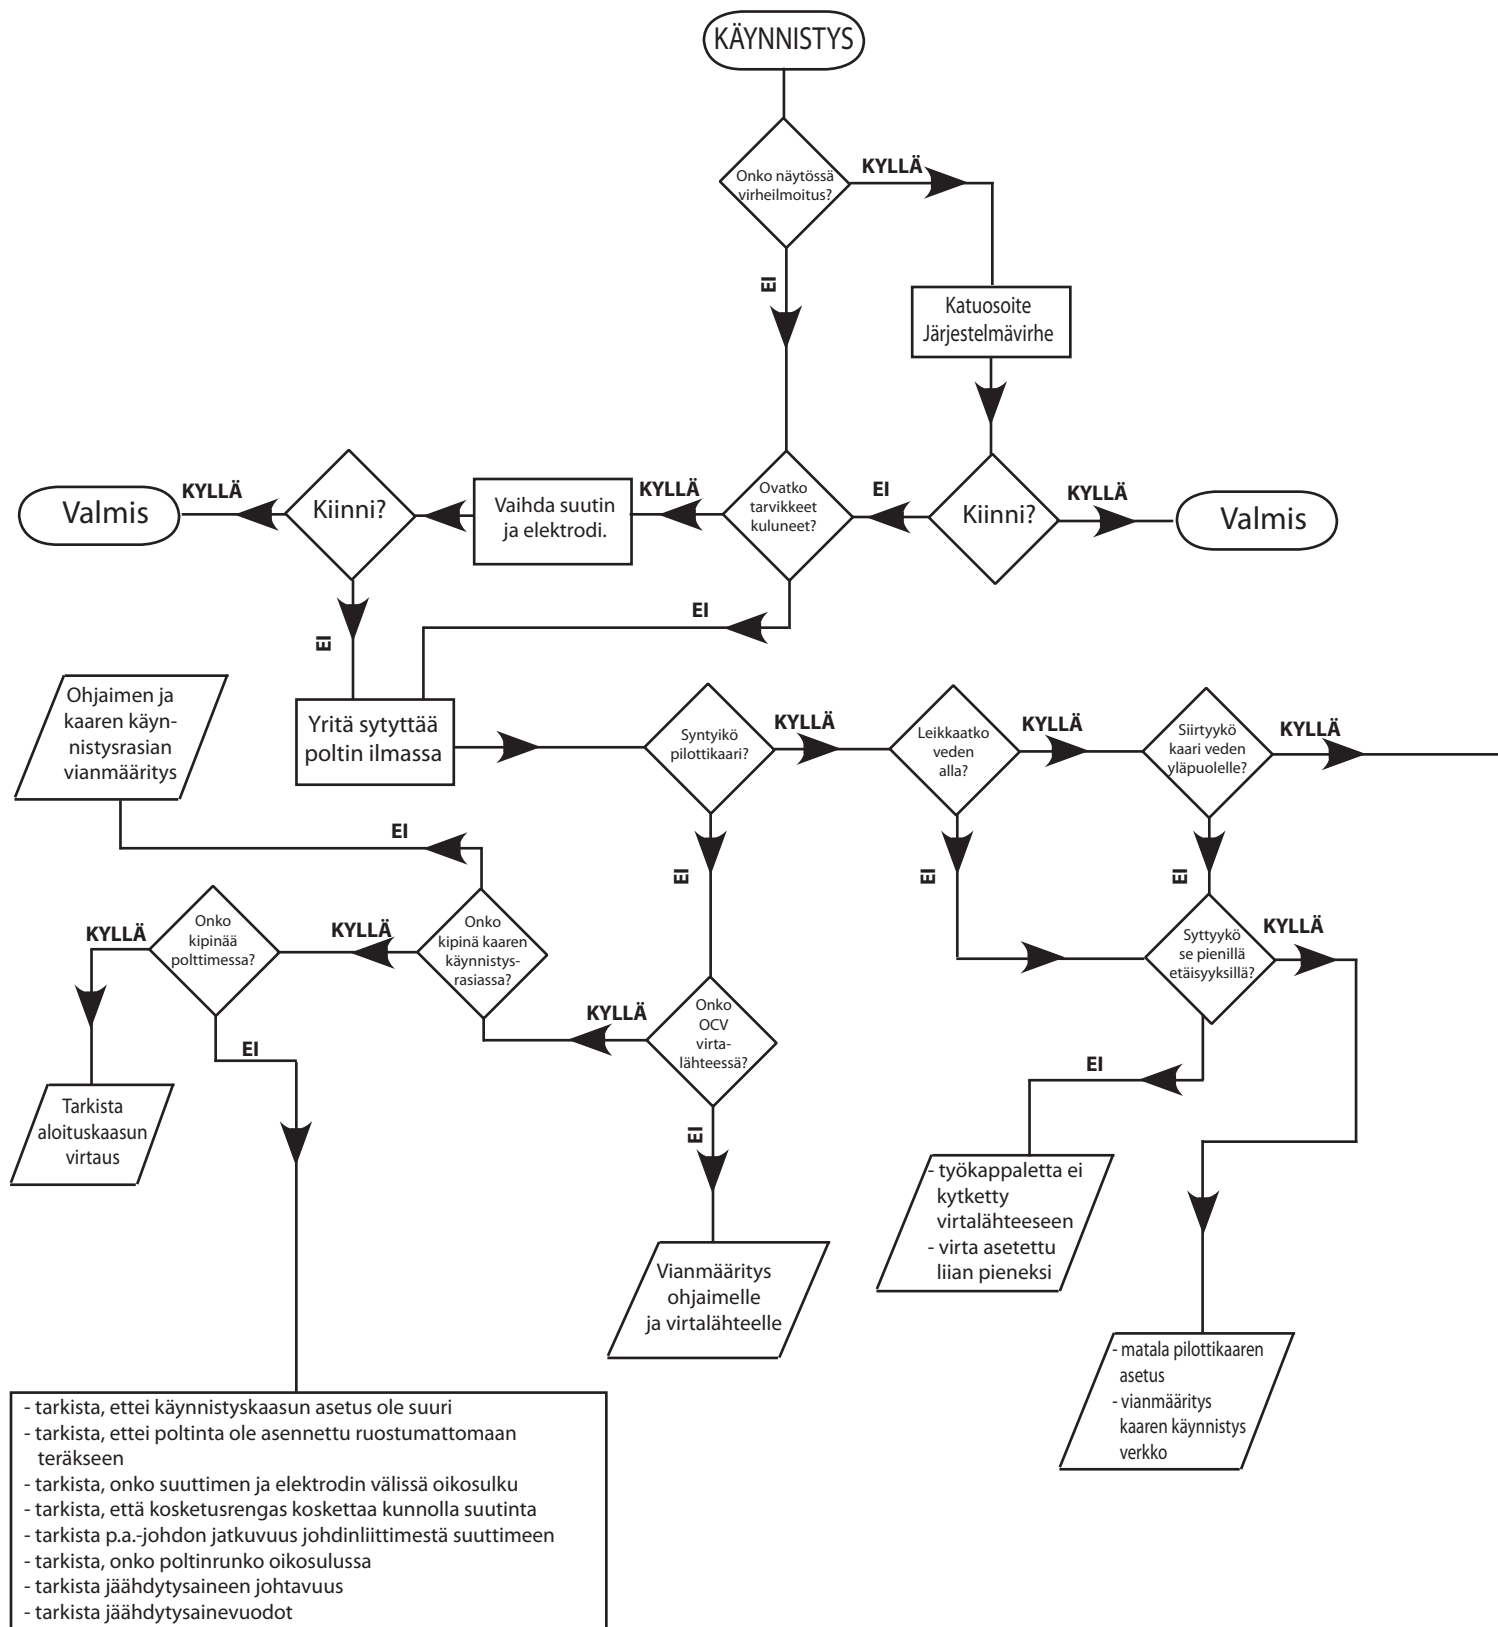 KÄYNNISTYS
Onko näytössä
virheilmoitus?
KYLLÄ
EI
Katuosoite
Järjestelmävirhe
Valmis
KYLLÄ
Kiinni?
Vaihda suutin
ja elektrodi.
KYLLÄ
Ovatko
tarvikkeet
kuluneet?
EI
Kiinni?
KYLLÄ
Valmis
EI
EI
Ohjaimen ja
kaaren käyn-
nistysrasian
vianmääritys
Yritä sytyttää
poltin ilmassa
Syntyikö
pilottikaari?
KYLLÄ
Leikkaatko
veden
alla?
KYLLÄ
Siirtyykö
kaari veden
yläpuolelle?
KYLLÄ
EI
EI
EI
EI
KYLLÄ
Onko
kipinää
polttimessa?
KYLLÄ
Onko
kipinä kaaren
käynnistys-
rasiassa?
KYLLÄ
Onko
OCV
virta-
lähteessä?
Syttyykö
se pienillä
etäisyyksillä?
KYLLÄ
EI
EI
EI
Tarkista
aloituskaasun
virtaus
- työkappaletta ei
kytketty
virtalähteeseen
- virta asetettu
liian pieneksi
Vianmääritys
ohjaimelle
ja virtalähteelle
- matala pilottikaaren
asetus
- vianmääritys
kaaren käynnistys
verkko
- tarkista, ettei käynnistyskaasun asetus ole suuri
- tarkista, ettei poltinta ole asennettu ruostumattomaan
teräkseen
- tarkista, onko suuttimen ja elektrodin välissä oikosulku
- tarkista, että kosketusrengas koskettaa kunnolla suutinta
- tarkista p.a.-johdon jatkuvuus johdinliittimestä suuttimeen
- tarkista, onko poltinrunko oikosulussa
- tarkista jäähdytysaineen johtavuus
- tarkista jäähdytysainevuodot